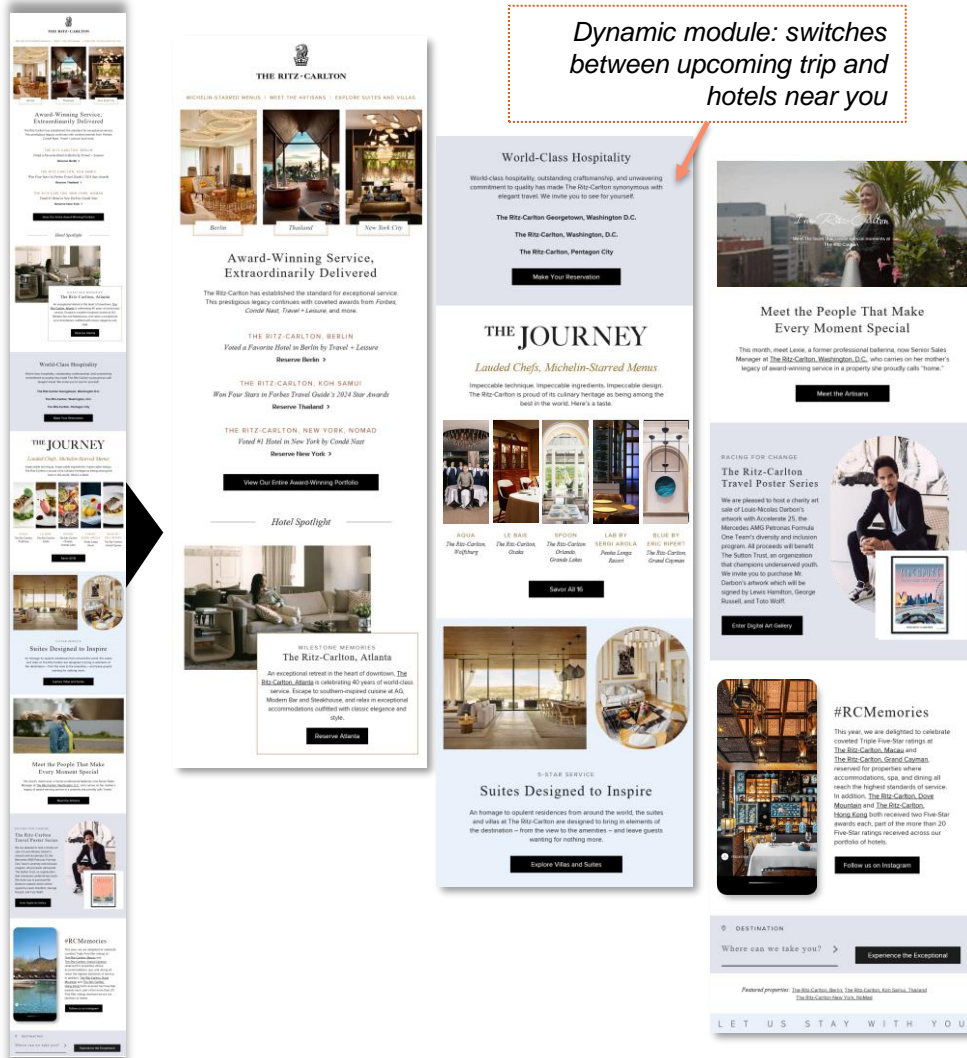 THE RITZ-CARLTON
MICHELIN-STARRED MENUS | MEET THE ARTISANS | EXPLORE SUITES AND VILLAS
Berlin
Thailand
New York City
Award-Winning Service,
Extraordinarily Delivered
The Ritz-Carlton has established the standard for exceptional service.
This prestigious legacy continues with coveted awards from Forbes,
Condé Nast, Travel + Leisure, and more.
THE RITZ-CARLTON, BERLIN
Voted a Favorite Hotel in Berlin by Travel + Leisure
Reserve Berlin >
THE RITZ-CARLTON, KOH SAMUI
Won Four Stars in Forbes Travel Guide's 2024 Star Awards
Reserve Thailand >
THE RITZ-CARLTON, NEW YORK, NOMAD
Voted #1 Hotel in New York by Condé Nast
Reserve New York >
View Our Entire Award-Winning Portfolio
Hotel Spotlight
MILESTONE MEMORIES
The Ritz-Carlton, Atlanta
An exceptional retreat in the heart of downtown, The
Ritz-Carlton, Atlanta is celebrating 40 years of world-class
service. Escape to southern-inspired cuisine at AG,
Modern Bar and Steakhouse, and relax in exceptional
accommodations outfitted with classic elegance and
style.
Reserve Atlanta
Dynamic module: switches
between upcoming trip and
hotels near you
World-Class Hospitality
World-class hospitality, outstanding craftsmanship, and unwavering
commitment to quality has made The Ritz-Carlton synonymous with
elegant travel. We invite you to see for yourself.
The Ritz-Carlton Georgetown, Washington D.C.
The Ritz-Carlton, Washington, D.C.
The Ritz-Carlton, Pentagon City
Make Your Reservation
THE JOURNEY
Lauded Chefs, Michelin-Starred Menus
Impeccable technique. Impeccable ingredients. Impeccable design.
The Ritz-Carlton is proud of its culinary heritage as being among the
best in the world. Here's a taste.
AQUA
The Ritz-Carlton,
Wolfsburg
LE BAIE
The Ritz-Carlton,
Osaka
SPOON
The Ritz-Carlton
Orlando,
Grande Lakes
LAB BY
SERGI AROLA
Penha Longa
Resort
BLUE BY
ERIC RIPERT
The Ritz-Carlton,
Grand Cayman
Savor All 16
5-STAR SERVICE
Suites Designed to Inspire
An homage to opulent residences from around the world, the suites
and villas at The Ritz-Carlton are designed to bring in elements of
the destination – from the view to the amenities – and leave guests
wanting for nothing more.
Explore Villas and Suites
The Ritz-Carlton
Meet the People That Make
Every Moment Special
This month, meet Lexie, a former professional ballerina, now Senior Sales
Manager at The Ritz-Carlton, Washington, D.C., who carries on her mother's
legacy of award-winning service in a property she proudly calls "home."
Meet the Artisans
RACING FOR CHANGE
The Ritz-Carlton
Travel Poster Series
We are pleased to host a charity art
sale of Louis-Nicolas Darbon's
artwork with Accelerate 25, the
Mercedes AMG Petronas Formula
One Team's diversity and inclusion
program. All proceeds will benefit
The Sutton Trust, an organization
that champions underserved youth.
We invite you to purchase Mr.
Darbon's artwork which will be
signed by Lewis Hamilton, George
Russell, and Toto Wolff.
Enter Digital Art Gallery
#RCMemories
This year, we are delighted to celebrate
coveted Triple Five-Star ratings at
The Ritz-Carlton, Macau and
The Ritz-Carlton, Grand Cayman,
reserved for properties where
accommodations, spa, and dining all
reach the highest standards of service.
In addition, The Ritz-Carlton, Dove
Mountain and The Ritz-Carlton,
Hong Kong both received two Five-Star
awards each, part of the more than 20
Five-Star ratings received across our
portfolio of hotels.
Follow us on Instagram
DESTINATION
Where can we take you? >
Experience the Exceptional
Featured properties: The Ritz-Carlton, Berlin; The Ritz-Carlton, Koh Samui, Thailand
The Ritz-Carlton New York, NoMad
LET US STAY WITH YOU